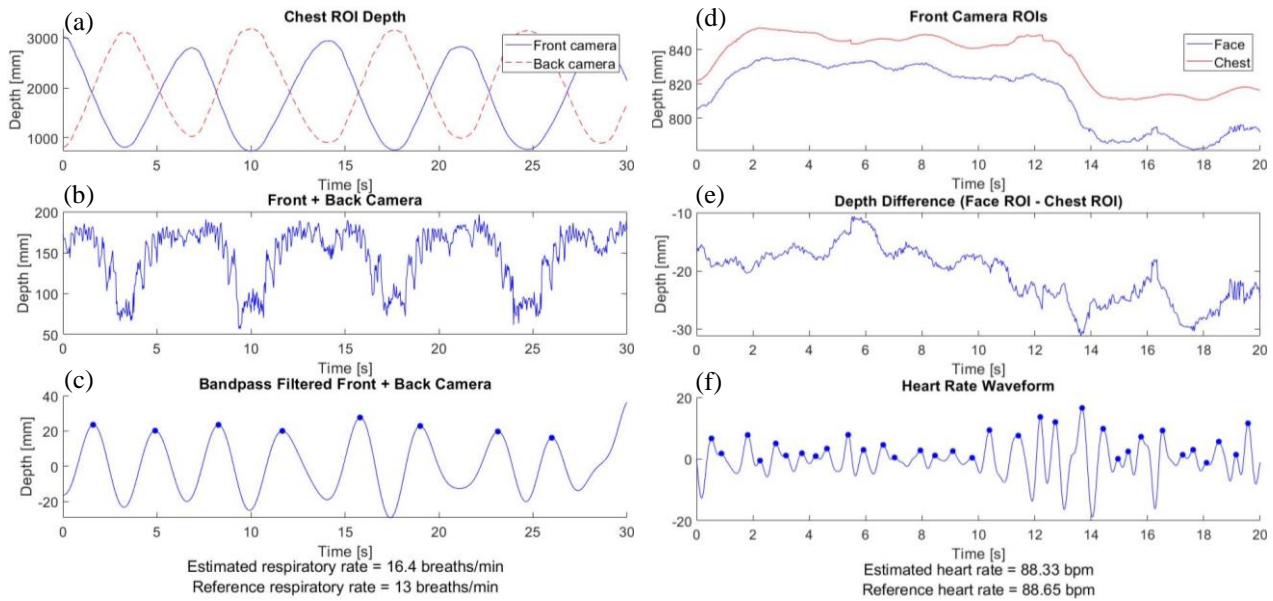 (a)
Chest ROI Depth
3000
2000
1000
Depth [mm]
Front camera
Back camera
0 5 10 15 20 25 30
Time [s]
(b)
Front + Back Camera
200
150
100
50
Depth [mm]
0 5 10 15 20 25 30
Time [s]
(c)
Bandpass Filtered Front + Back Camera
40
20
0
-20
Depth [mm]
0 5 10 15 20 25 30
Time [s]
Estimated respiratory rate = 16.4 breaths/min
Reference respiratory rate = 13 breaths/min
(d)
Front Camera ROIs
840
820
800
Depth [mm]
Face
Chest
0 2 4 6 8 10 12 14 16 18 20
Time [s]
(e)
Depth Difference (Face ROI - Chest ROI)
-10
-20
-30
Depth [mm]
0 2 4 6 8 10 12 14 16 18 20
Time [s]
(f)
Heart Rate Waveform
20
0
-20
Depth [mm]
0 2 4 6 8 10 12 14 16 18 20
Time [s]
Estimated heart rate = 88.33 bpm
Reference heart rate = 88.65 bpm